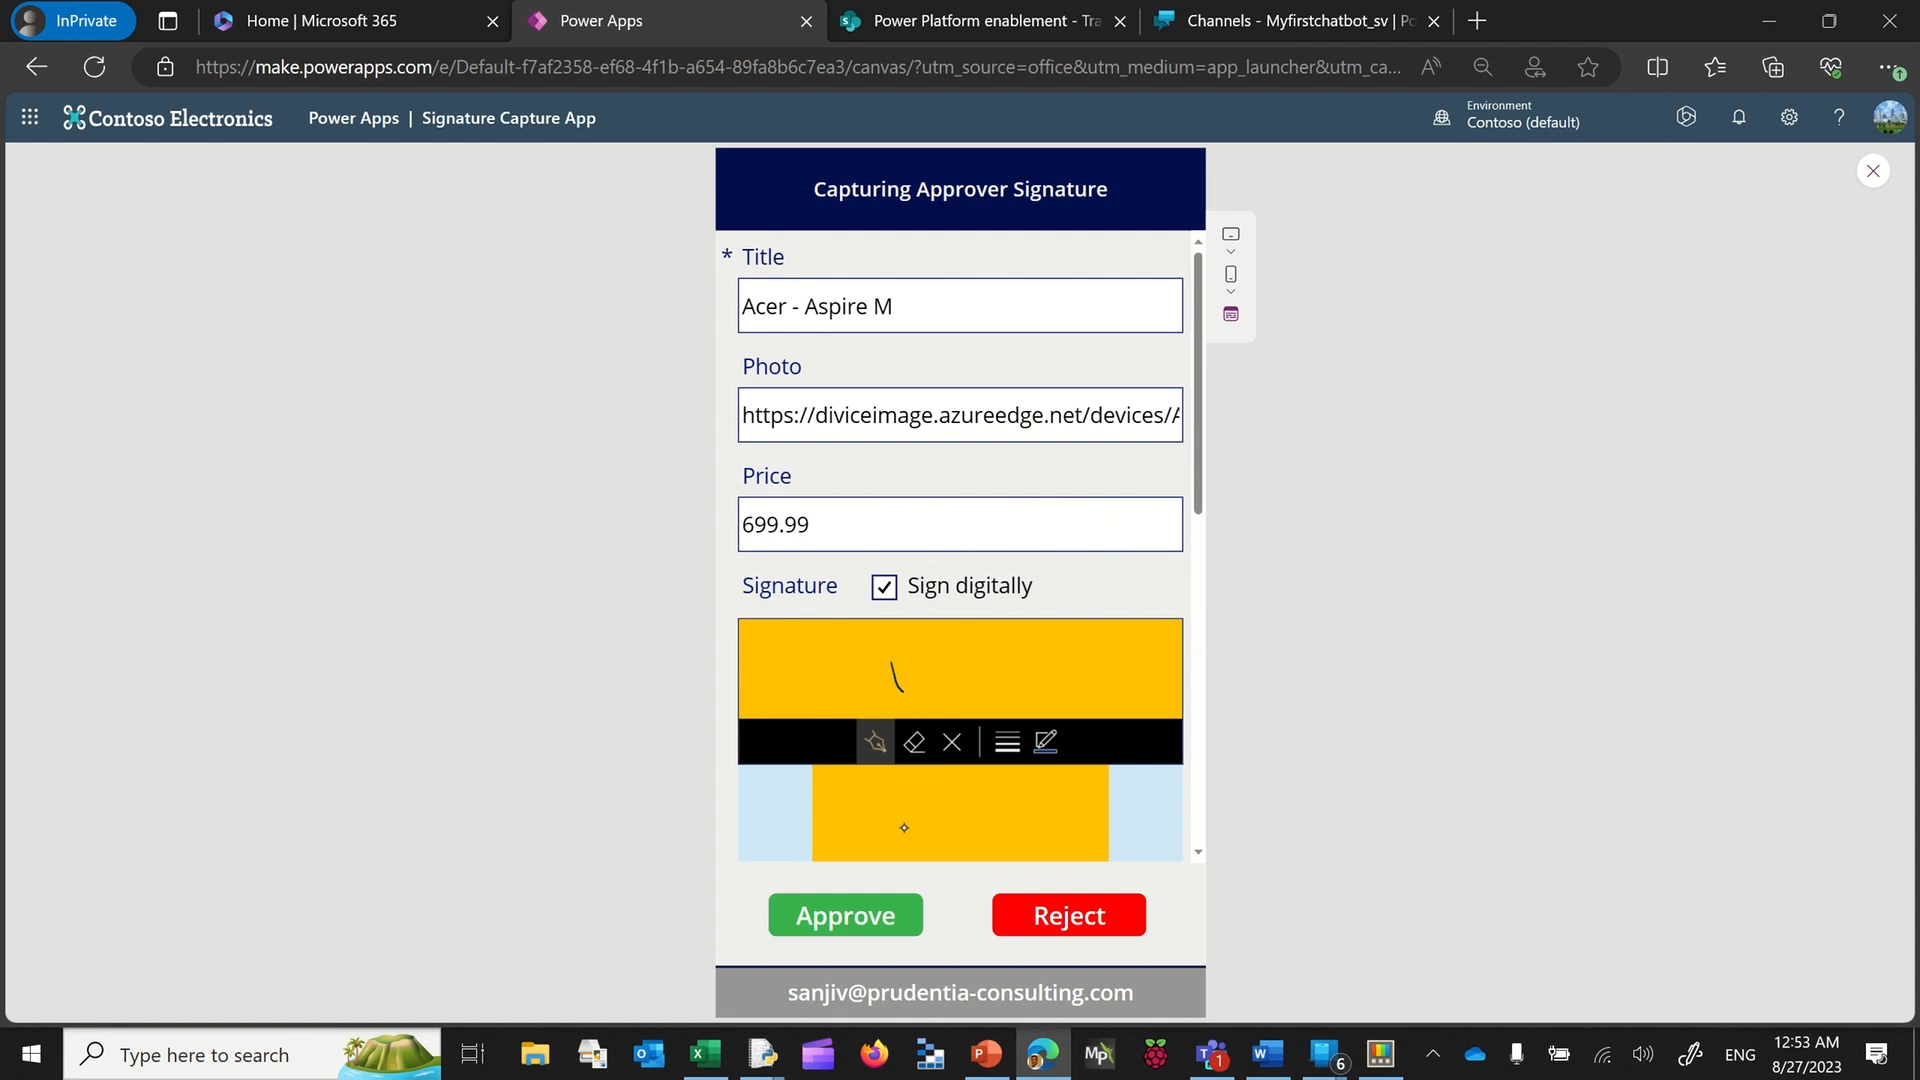 InPrivate
Home | Microsoft 365
Power Apps
Power Platform enablement - Tra
Channels - Myfirstchatbot_sv | Po
https://make.powerapps.com/e/Default-f7af2358-ef68-4f1b-a654-89fa8b6c7ea3/canvas/?utm_source=office&utm_medium=app_launcher&utm_ca...
Contoso Electronics
Power Apps | Signature Capture App
Environment
Contoso (default)
Capturing Approver Signature
* Title
Acer - Aspire M
Photo
https://diviceimage.azureedge.net/devices//A
Price
699.99
Signature
Sign digitally
Approve
Reject
sanjiv@prudentia-consulting.com
Type here to search
1
6
ENG
12:53 AM
8/27/2023